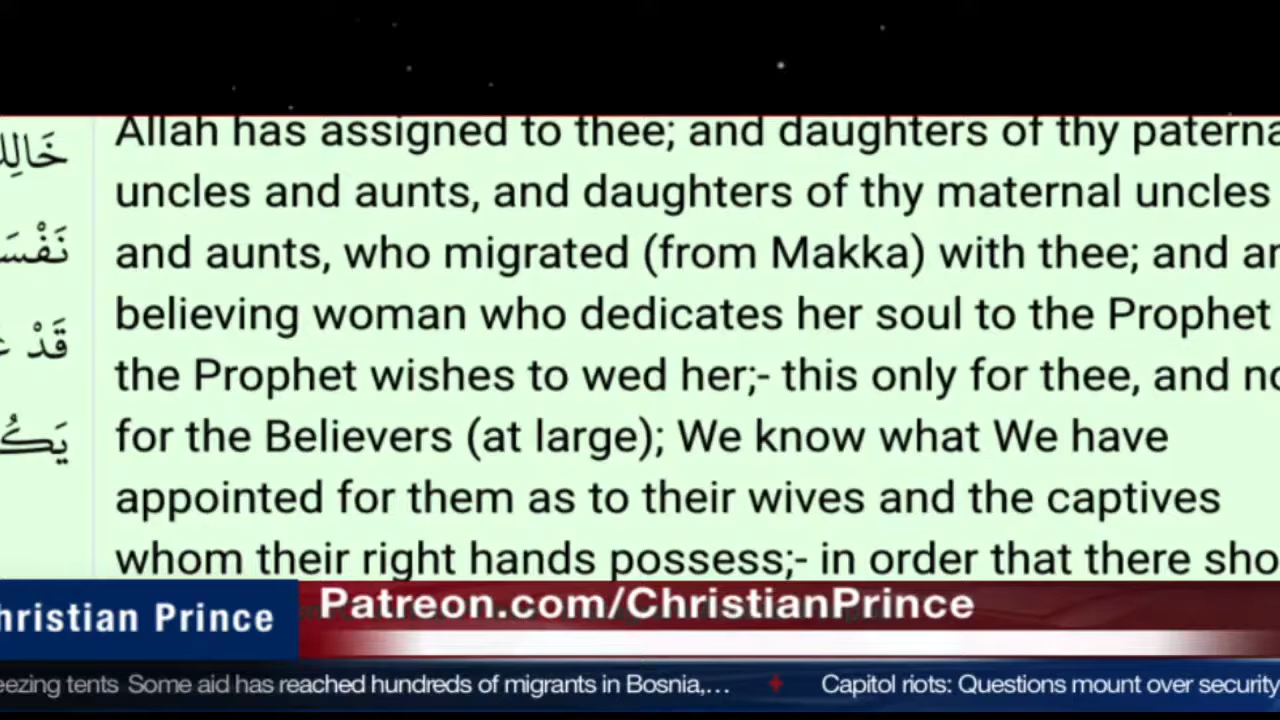 Allah has assigned to thee; and daughters of thy paterna
خَالِكَ
uncles and aunts, and daughters of thy maternal uncles
and aunts, who migrated (from Makka) with thee; and an
نَفْسَ
believing woman who dedicates her soul to the Prophet
قَدْ
the Prophet wishes to wed her;- this only for thee, and no
for the Believers (at large); We know what We have
يَكُ
appointed for them as to their wives and the captives
whom their right hands possess;- in order that there sho
hristian Prince
Patreon.com/ChristianPrince
eezing tents Some aid has reached hundreds of migrants in Bosnia,... + Capitol riots: Questions mount over security